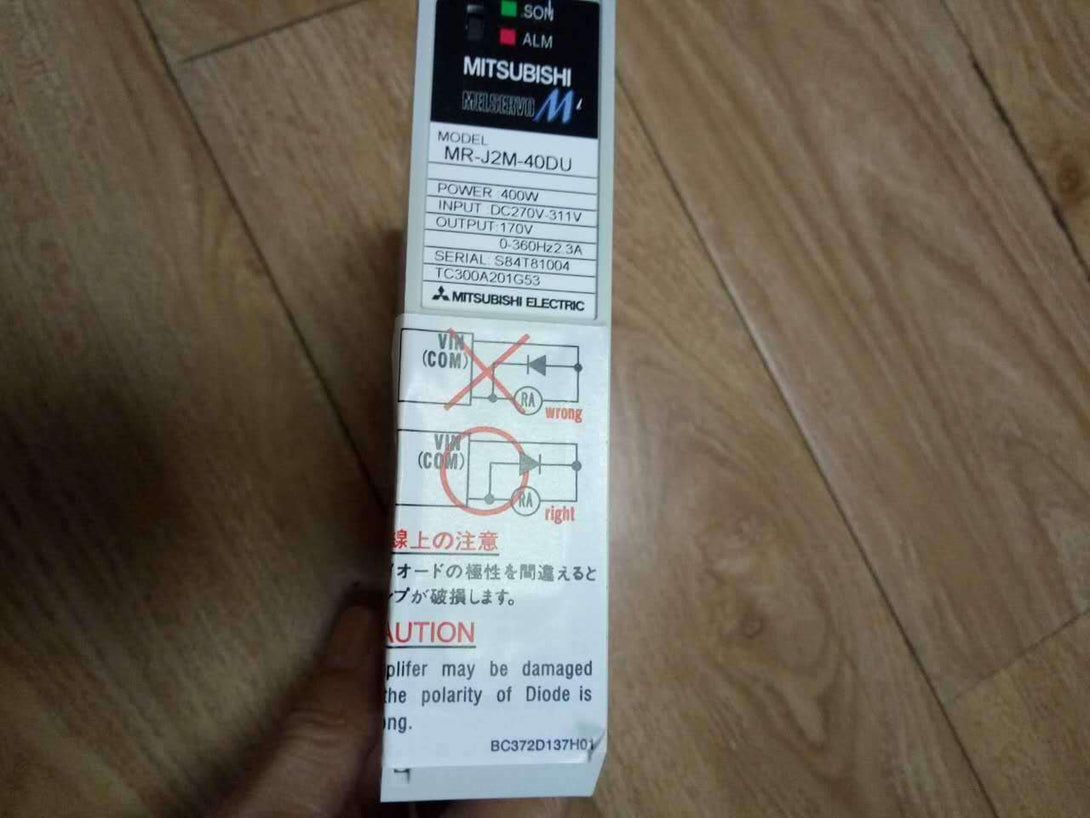 SON
ALM
MITSUBISHI
MELSERVO M
MODEL
MR-J2M-40DU
POWER :400W
INPUT :DC270V-311V
OUTPUT:170V
0-360Hz2.3A
SERIAL: S84T81004
TC300A201G53
MITSUBISHI ELECTRIC
VIN
(COM)
RA
wrong
VIN
(COM)
RA
right
線上の注意
オードの極性を間違えると
プが破損します。
AUTION
plifer may be damaged
the polarity of Diode is
ong.
BC372D137H01